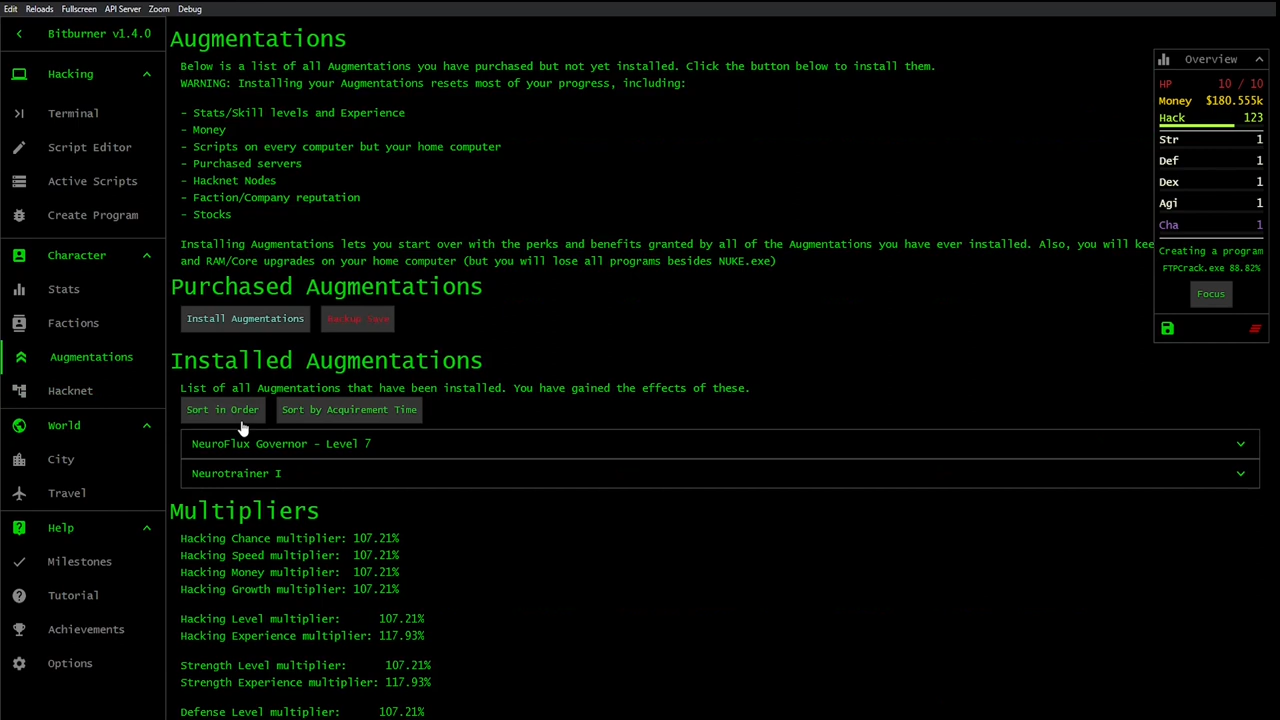 Edit Reloads Fullscreen API Server Zoom Debug
Bitburner v1.4.0
Hacking
Terminal
Script Editor
Active Scripts
Create Program
Character
Stats
Factions
Augmentations
Hacknet
World
City
Travel
Help
Milestones
Tutorial
Achievements
Options
Augmentations
Below is a list of all Augmentations you have purchased but not yet installed. Click the button below to install them.
WARNING: Installing your Augmentations resets most of your progress, including:
- Stats/Skill levels and Experience
- Money
- Scripts on every computer but your home computer
- Purchased servers
- Hacknet Nodes
- Faction/Company reputation
- Stocks
Installing Augmentations lets you start over with the perks and benefits granted by all of the Augmentations you have ever installed. Also, you will kee
and RAM/Core upgrades on your home computer (but you will lose all programs besides NUKE.exe)
Purchased Augmentations
Install Augmentations Backup Save
Installed Augmentations
List of all Augmentations that have been installed. You have gained the effects of these.
Sort in Order Sort by Acquirement Time
NeuroFlux Governor - Level 7
Neurotrainer I
Multipliers
Hacking Chance multiplier: 107.21%
Hacking Speed multiplier: 107.21%
Hacking Money multiplier: 107.21%
Hacking Growth multiplier: 107.21%
Hacking Level multiplier: 107.21%
Hacking Experience multiplier: 117.93%
Strength Level multiplier: 107.21%
Strength Experience multiplier: 117.93%
Defense Level multiplier: 107.21%
Overview
HP 10 / 10
Money $180.555k
Hack 123
Str 1
Def 1
Dex 1
Agi 1
Cha 1
Creating a program
FTPCrack.exe 88.82%
Focus